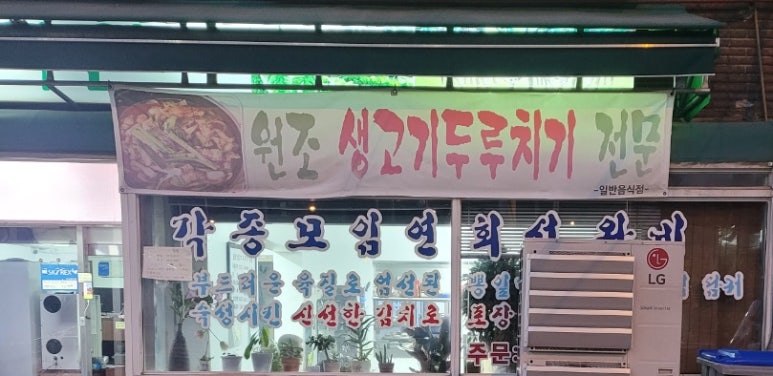 원조 생고기두루치기 전문
-일반음식점-
각종모임연회석 완비
부드러운 육질로 엄선된
숙성시킨 신선한 김치로 포장
주문
LG